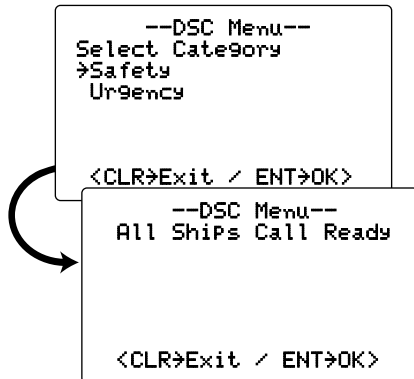 --DSC Menu--
Select Category
→Safety
Urgency
<CLR→Exit / ENT→OK>
--DSC Menu--
All Ships Call Ready
<CLR→Exit / ENT→OK>